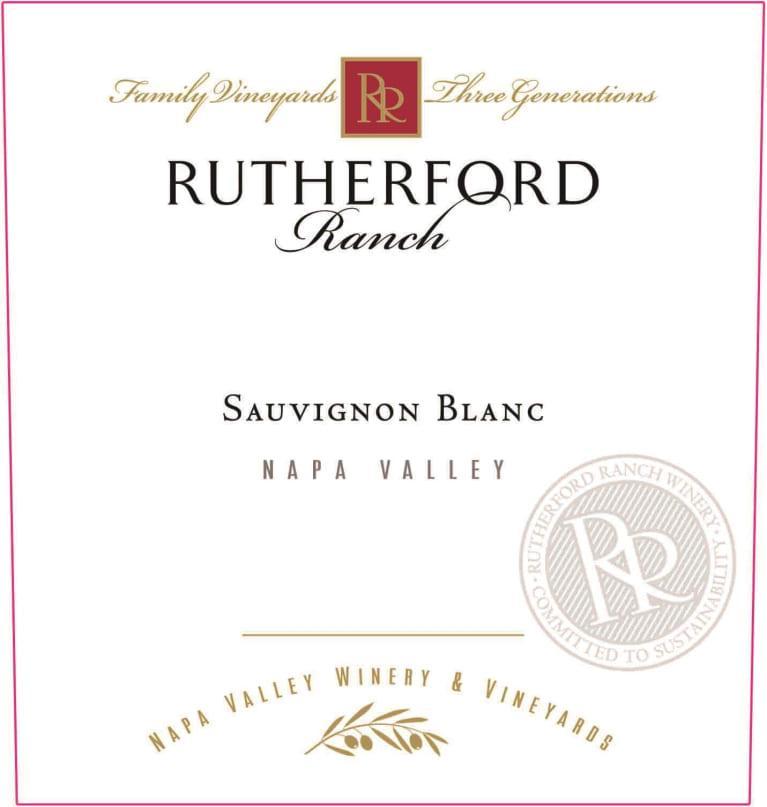 Family Vineyards RR Three Generations
RUTHERFORD
Ranch
SAUVIGNON BLANC
NAPA VALLEY
RUTHERFORD RANCH WINERY · COMMITTED TO SUSTAINABILITY ·
RR
NAPA VALLEY WINERY & VINEYARDS